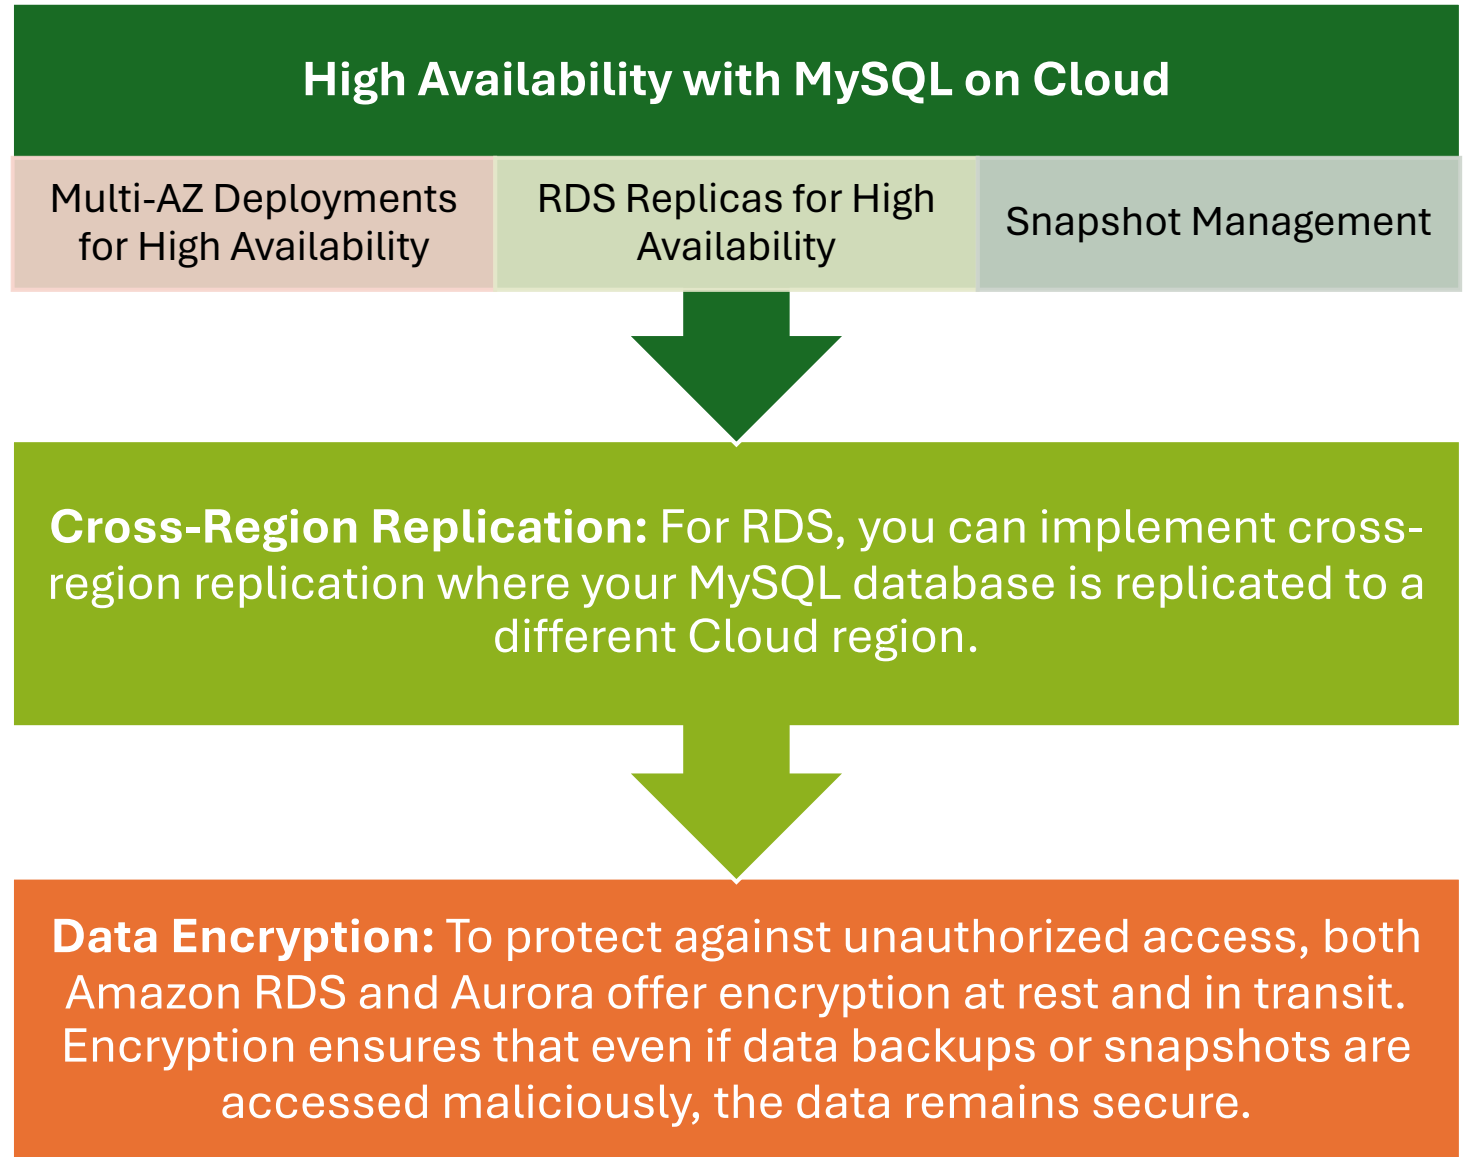 High Availability with MySQL on Cloud
Multi-AZ Deployments
for High Availability
RDS Replicas for High
Availability
Snapshot Management
Cross-Region Replication: For RDS, you can implement cross-
region replication where your MySQL database is replicated to a
different Cloud region.
Data Encryption: To protect against unauthorized access, both
Amazon RDS and Aurora offer encryption at rest and in transit.
Encryption ensures that even if data backups or snapshots are
accessed maliciously, the data remains secure.